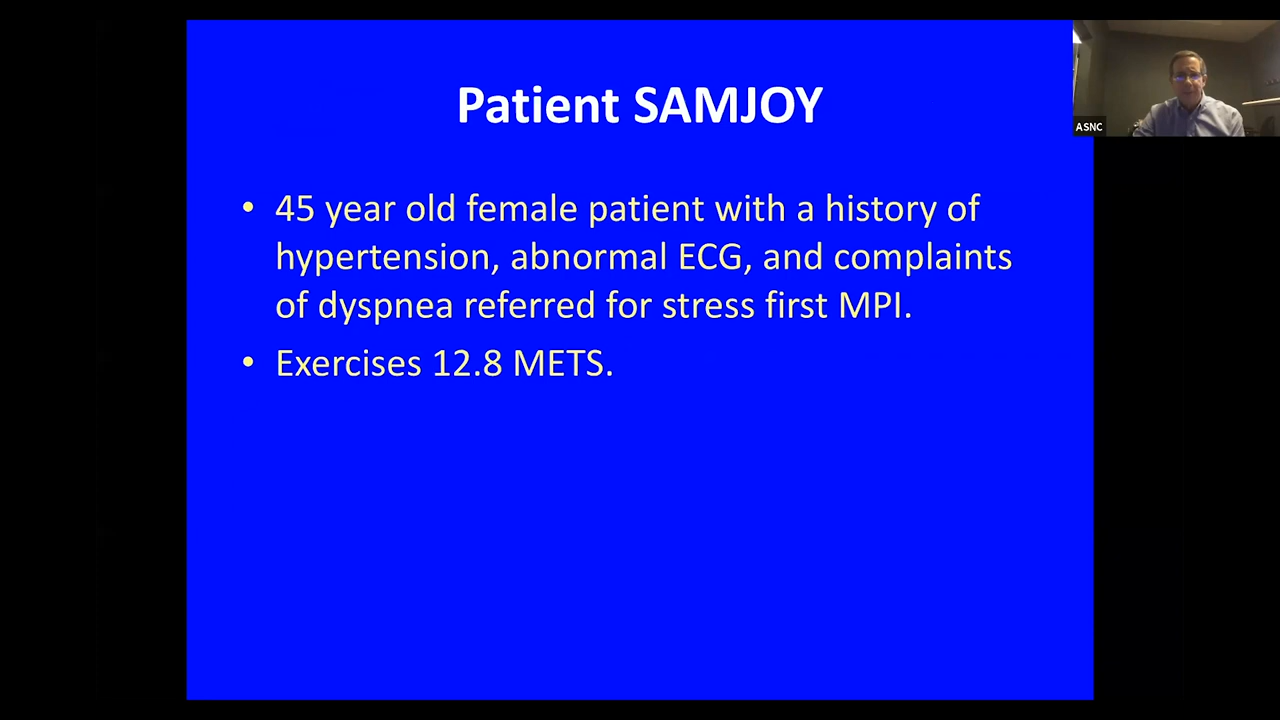 Patient SAMJOY
• 45 year old female patient with a history of
hypertension, abnormal ECG, and complaints
of dyspnea referred for stress first MPI.
• Exercises 12.8 METS.
ASNC